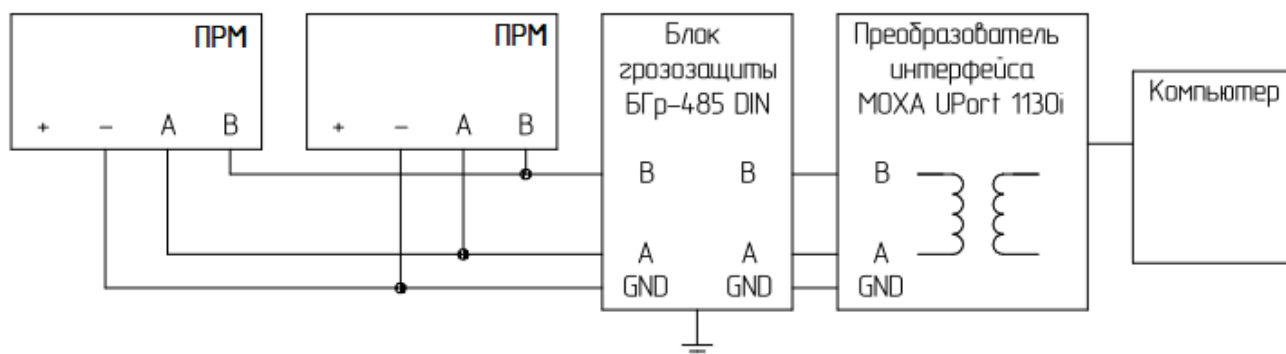 ПРМ
+ – A B
ПРМ
+ – A B
Блок
грозозащиты
БГр-485 DIN
B B
A A
GND GND
Преобразователь
интерфейса
MOXA UPort 1130i
B
A
GND
Компьютер